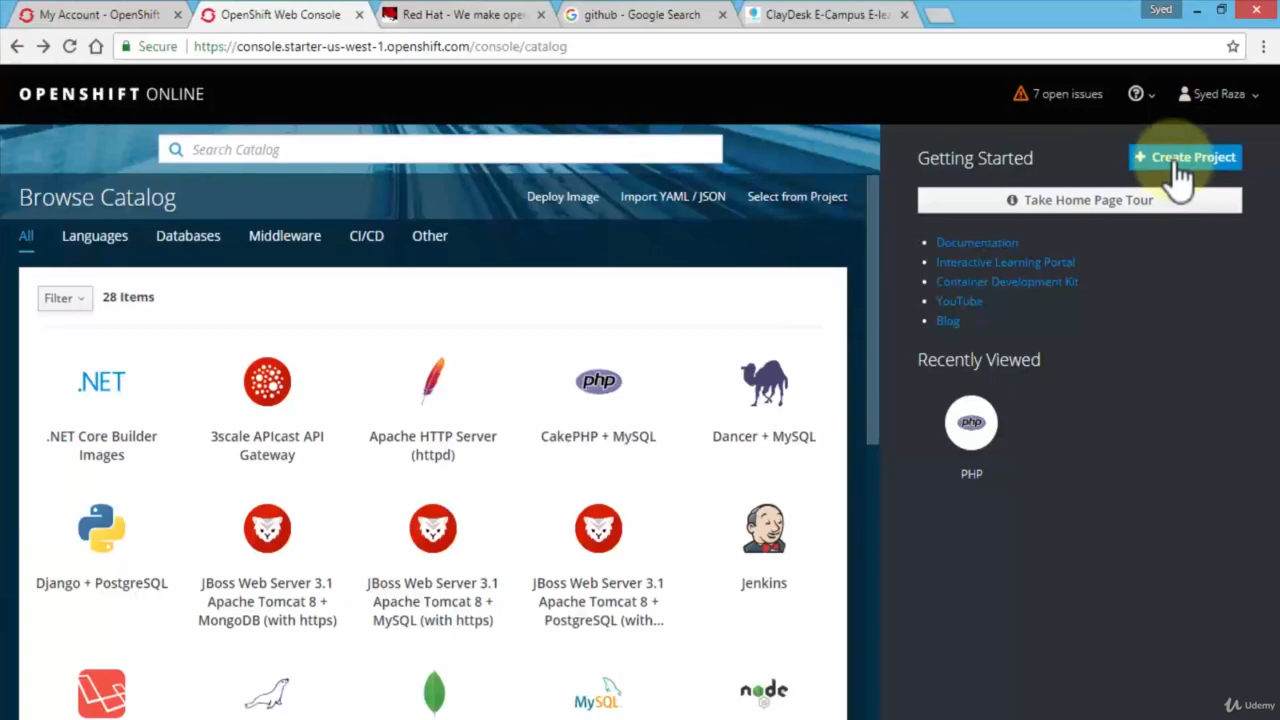 My Account - OpenShift
OpenShift Web Console
Red Hat - We make open
github - Google Search
ClayDesk E-Campus E-lea
Syed
Secure
https://console.starter-us-west-1.openshift.com/console/catalog
OPENSHIFT ONLINE
7 open issues
Syed Raza
Search Catalog
Getting Started
+ Create Project
Browse Catalog
Deploy Image
Import YAML / JSON
Select from Project
Take Home Page Tour
All
Languages
Databases
Middleware
CI/CD
Other
Documentation
Interactive Learning Portal
Container Development Kit
YouTube
Blog
Filter
28 Items
Recently Viewed
.NET
php
php
.NET Core Builder
Images
3scale APIcast API
Gateway
Apache HTTP Server
(httpd)
CakePHP + MySQL
Dancer + MySQL
PHP
Django + PostgreSQL
JBoss Web Server 3.1
Apache Tomcat 8 +
MongoDB (with https)
JBoss Web Server 3.1
Apache Tomcat 8 +
MySQL (with https)
JBoss Web Server 3.1
Apache Tomcat 8 +
PostgreSQL (with...
Jenkins
MySQL
node
Udemy